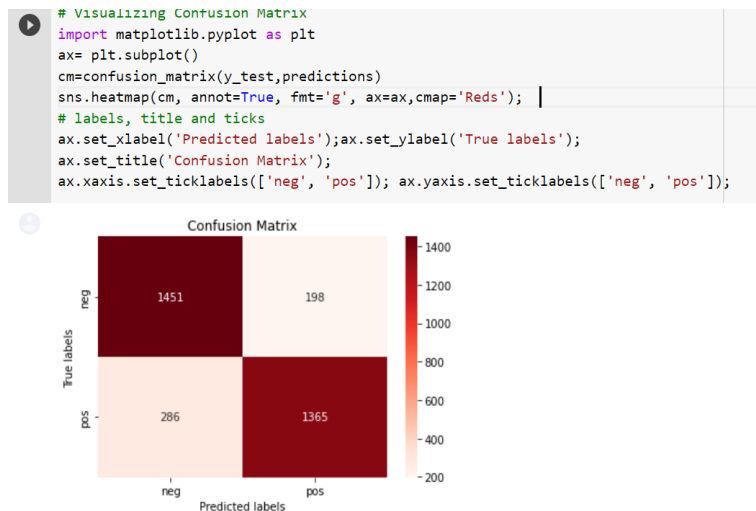 # Visualizing Confusion Matrix
import matplotlib.pyplot as plt
ax= plt.subplot()
cm=confusion_matrix(y_test,predictions)
sns.heatmap(cm, annot=True, fmt='g', ax=ax,cmap='Reds');
# labels, title and ticks
ax.set_xlabel('Predicted labels');ax.set_ylabel('True labels');
ax.set_title('Confusion Matrix');
ax.xaxis.set_ticklabels(['neg', 'pos']); ax.yaxis.set_ticklabels(['neg', 'pos']);
Confusion Matrix
True labels
neg
1451
198
pos
286
1365
neg
pos
Predicted labels
1400
1200
1000
800
600
400
200